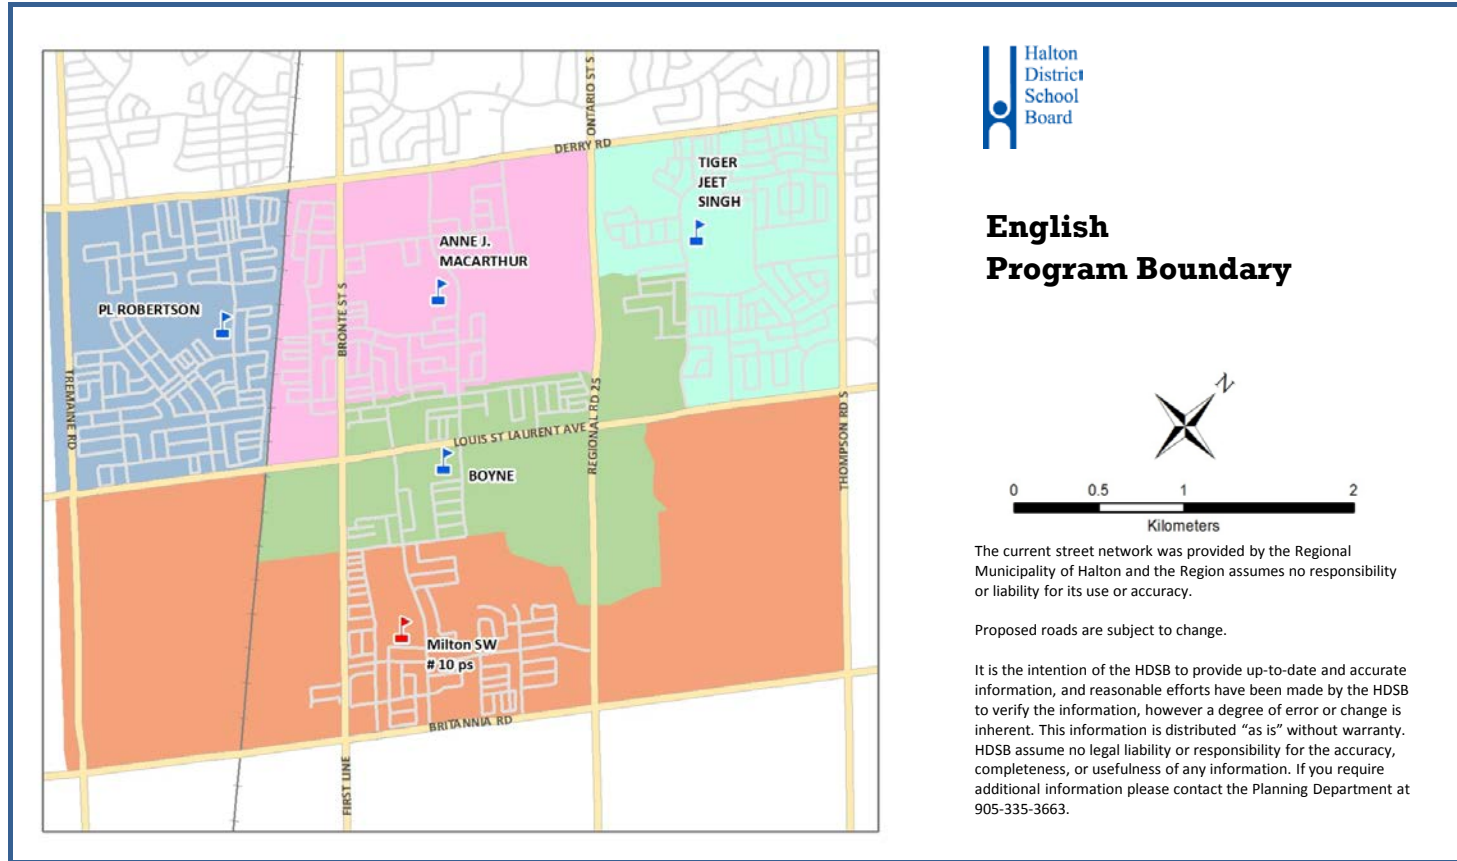 Halton
District
School
Board
English
Program Boundary
ONTARIO ST S
DERRY RD
TIGER
JEET
SINGH
ANNE J.
MACARTHUR
PL ROBERTSON
BRONTE ST S
TREMAINE RD
REGIONAL RD 25
THOMPSON RD S
LOUIS ST LAURENT AVE
BOYNE
Milton SW
# 10 ps
BRITANNIA RD
FIRST LINE
N
0 0.5 1 2
Kilometers
The current street network was provided by the Regional
Municipality of Halton and the Region assumes no responsibility
or liability for its use or accuracy.
Proposed roads are subject to change.
It is the intention of the HDSB to provide up-to-date and accurate
information, and reasonable efforts have been made by the HDSB
to verify the information, however a degree of error or change is
inherent. This information is distributed “as is” without warranty.
HDSB assume no legal liability or responsibility for the accuracy,
completeness, or usefulness of any information. If you require
additional information please contact the Planning Department at
905-335-3663.